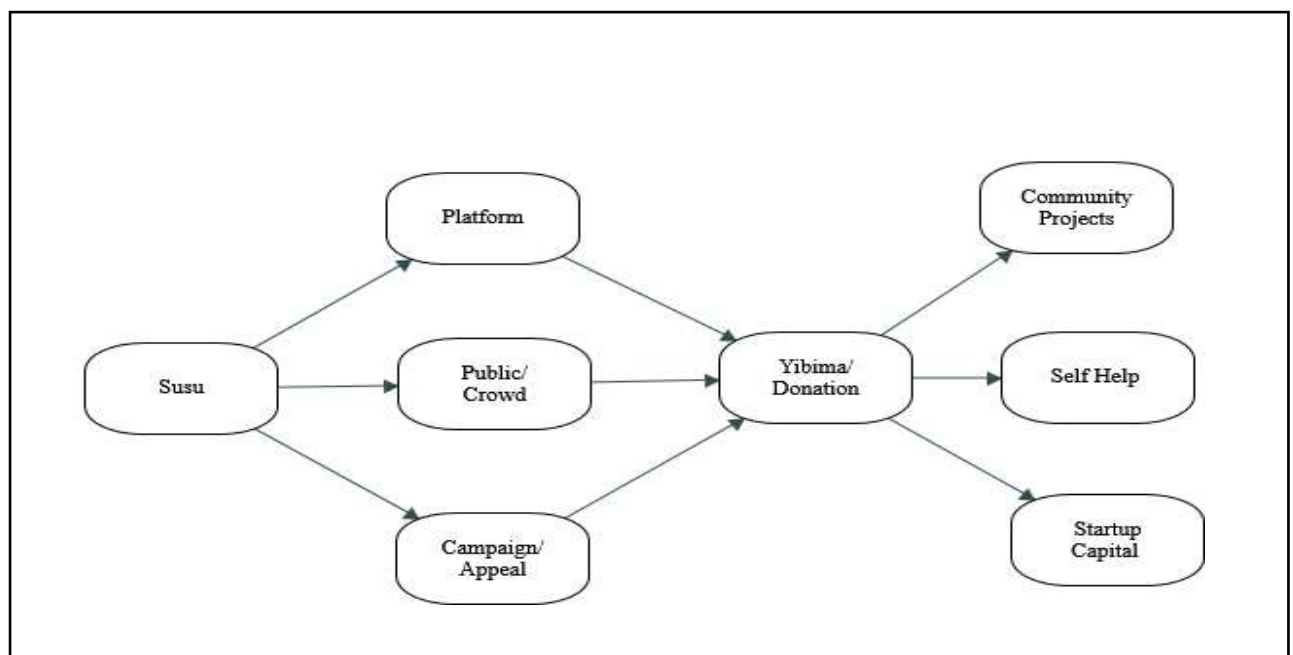 Platform
Community
Projects
Susu
Public/
Crowd
Yibima/
Donation
Self Help
Campaign/
Appeal
Startup
Capital